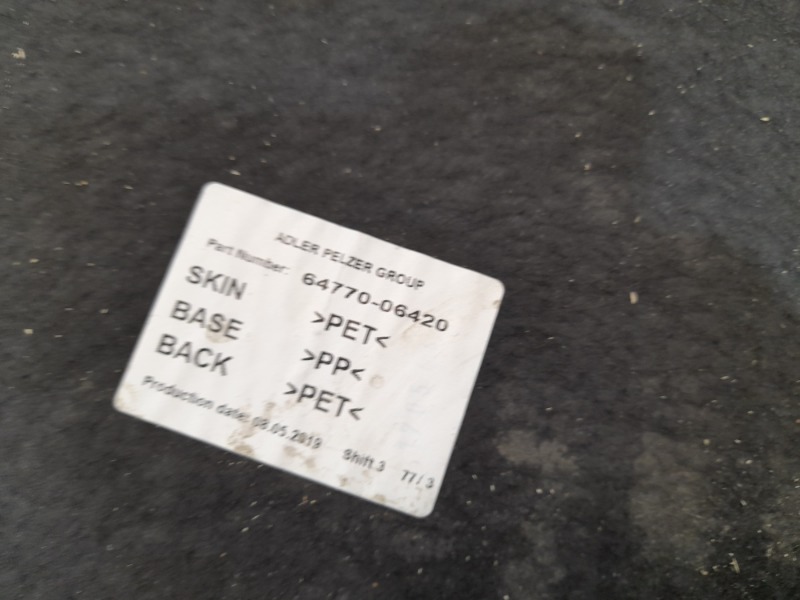 ADLER PELZER GROUP
Part Number: 64770-06420
SKIN >PET<
BASE >PP<
BACK >PET<
Production date: 08.05.2019 Shift 3 77/3